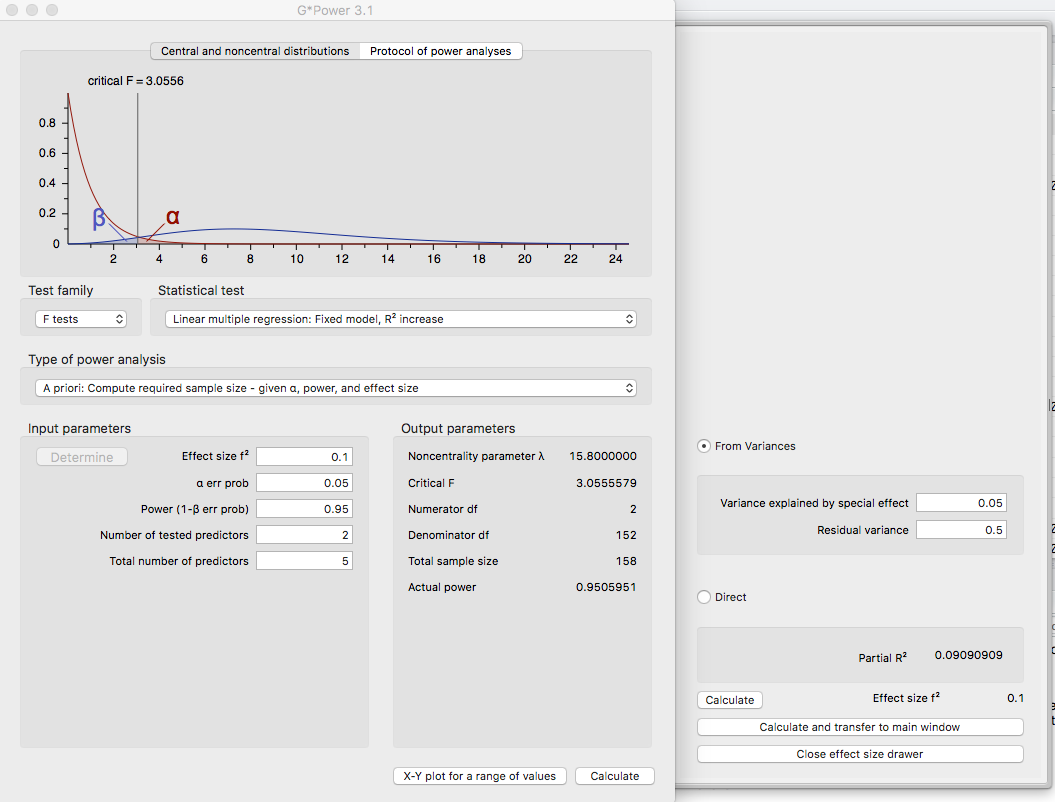 G*Power 3.1
Central and noncentral distributions Protocol of power analyses
critical F = 3.0556
0.8
0.6
0.4
0.2
0
β α
2 4 6 8 10 12 14 16 18 20 22 24
Test family Statistical test
F tests Linear multiple regression: Fixed model, R² increase
Type of power analysis
A priori: Compute required sample size - given α, power, and effect size
Input parameters
Determine Effect size f² 0.1
α err prob 0.05
Power (1-β err prob) 0.95
Number of tested predictors 2
Total number of predictors 5
Output parameters
Noncentrality parameter λ 15.8000000
Critical F 3.0555579
Numerator df 2
Denominator df 152
Total sample size 158
Actual power 0.9505951
X-Y plot for a range of values Calculate
From Variances
Variance explained by special effect 0.05
Residual variance 0.5
Direct
Partial R² 0.09090909
Calculate Effect size f² 0.1
Calculate and transfer to main window
Close effect size drawer